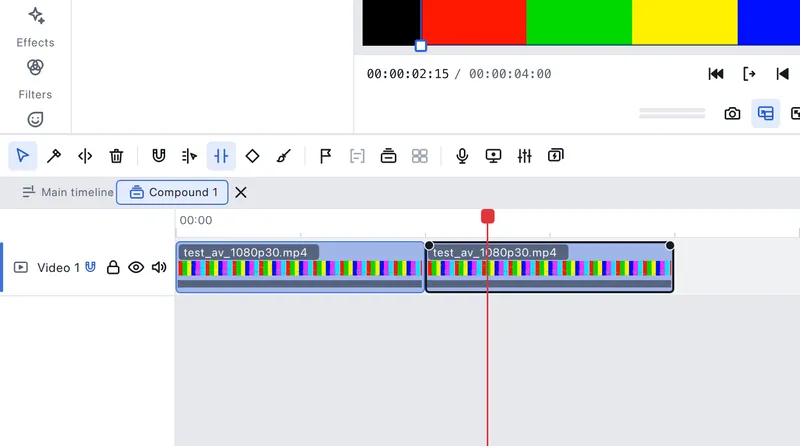 Effects
Filters
00:00:02:15 / 00:00:04:00
Main timeline
Compound 1
00:00
Video 1
test_av_1080p30.mp4
test_av_1080p30.mp4